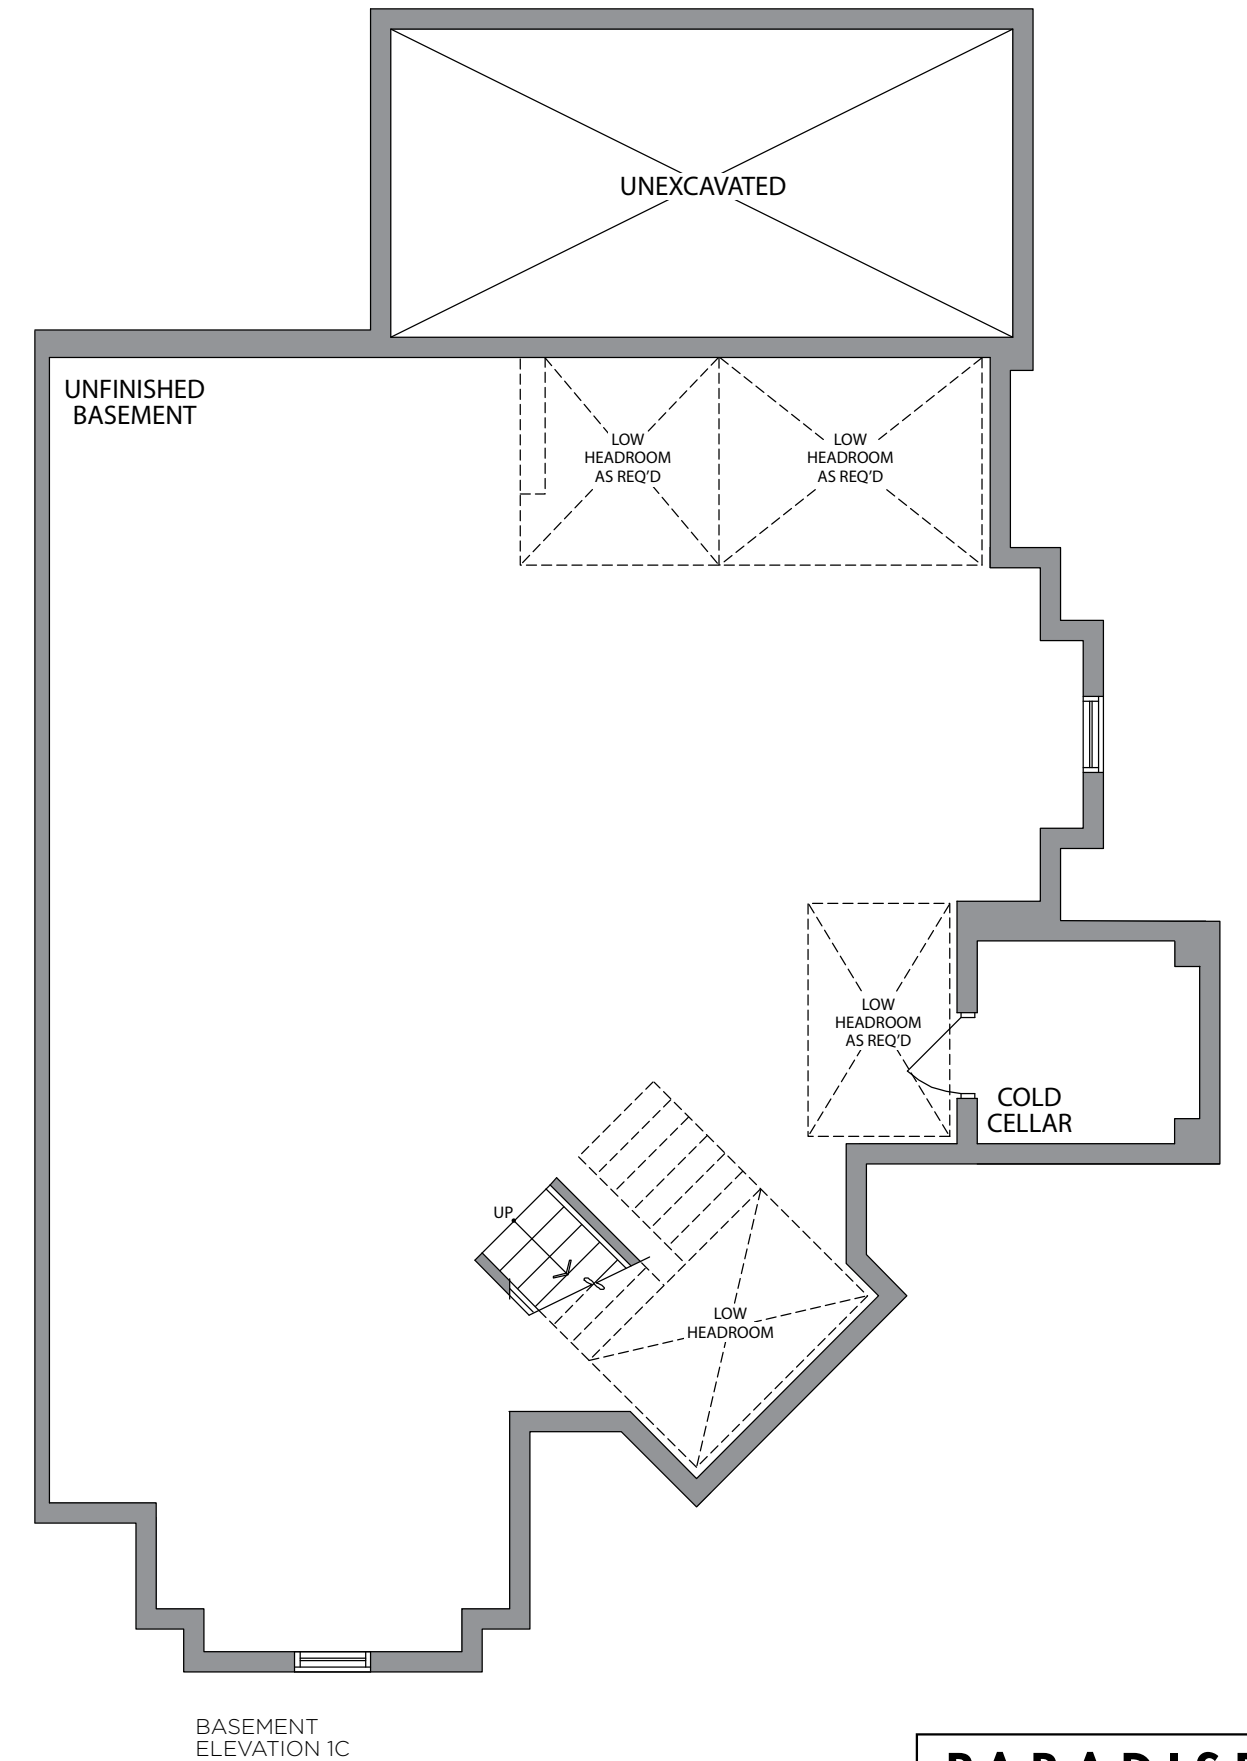 UNEXCAVATED
UNFINISHED
BASEMENT
LOW
HEADROOM
AS REQ'D
LOW
HEADROOM
AS REQ'D
LOW
HEADROOM
AS REQ'D
COLD
CELLAR
UP
LOW
HEADROOM
BASEMENT
ELEVATION 1C